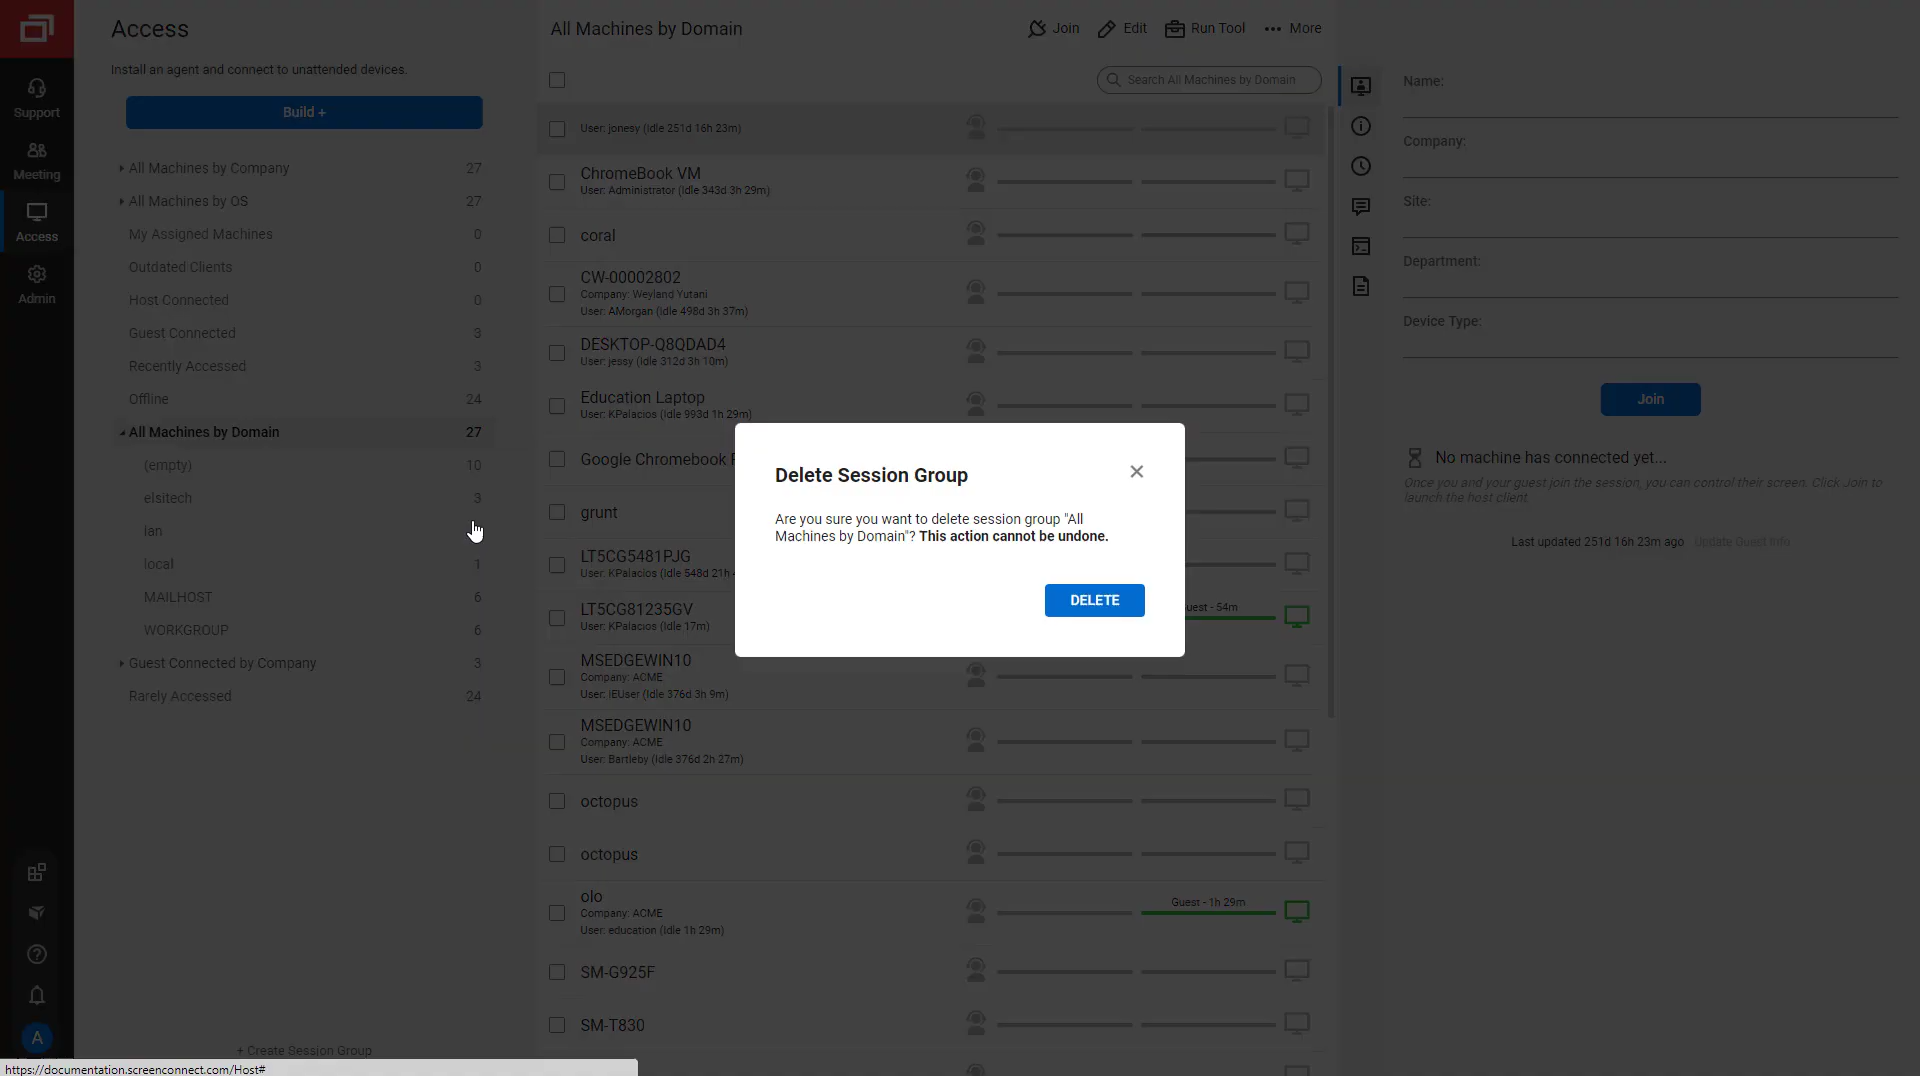 Access
Install an agent and connect to unattended devices.
Build +
Support
Meeting
Access
Admin
All Machines by Company 27
All Machines by OS 27
My Assigned Machines 0
Outdated Clients 0
Host Connected 0
Guest Connected 3
Recently Accessed 3
Offline 24
All Machines by Domain 27
(empty) 10
elsitech 3
lan
local 1
MAILHOST 6
WORKGROUP 6
Guest Connected by Company 3
Rarely Accessed 24
+ Create Session Group
A
https://documentation.screenconnect.com/Host#
All Machines by Domain
Join
Edit
Run Tool
More
Search All Machines by Domain
User: jonesy (Idle 251d 16h 23m)
ChromeBook VM
User: Administrator (Idle 343d 3h 29m)
coral
CW-00002802
Company: Weyland Yutani
User: AMorgan (Idle 498d 3h 37m)
DESKTOP-Q8QDAD4
User: jessy (Idle 312d 3h 10m)
Education Laptop
User: KPalacios (Idle 993d 1h 29m)
Google Chromebook
grunt
LT5CG5481PJG
User: KPalacios (Idle 548d 21h
LT5CG81235GV
User: KPalacios (Idle 17m)
uest - 54m
MSEDGEWIN10
Company: ACME
User: IEUser (Idle 376d 3h 9m)
MSEDGEWIN10
Company: ACME
User: Bartleby (Idle 376d 2h 27m)
octopus
octopus
olo
Company: ACME
User: education (Idle 1h 29m)
Guest - 1h 29m
SM-G925F
SM-T830
Delete Session Group
Are you sure you want to delete session group "All
Machines by Domain"? This action cannot be undone.
DELETE
Name:
Company:
Site:
Department:
Device Type:
Join
No machine has connected yet...
Once you and your guest join the session, you can control their screen. Click Join to
launch the host client.
Last updated 251d 16h 23m ago Update Guest Info